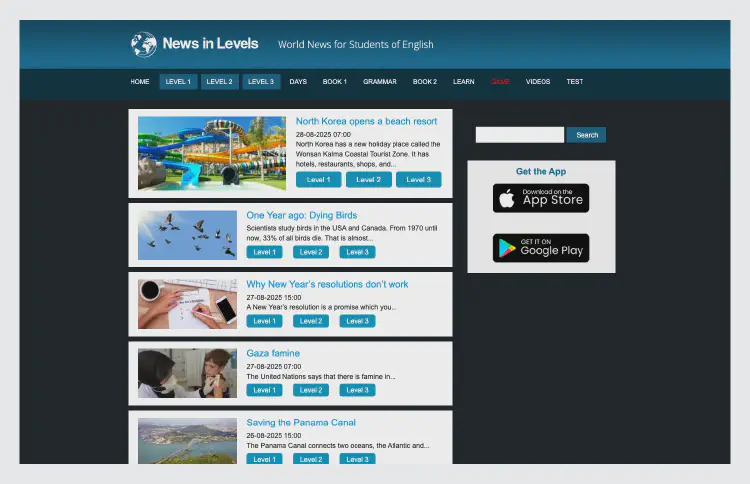 News in Levels
World News for Students of English
HOME LEVEL 1 LEVEL 2 LEVEL 3 DAYS BOOK 1 GRAMMAR BOOK 2 LEARN GAME VIDEOS TEST
North Korea opens a beach resort
28-08-2025 07:00
North Korea has a new holiday place called the
Wonsan Kalma Coastal Tourist Zone. It has
hotels, restaurants, shops, and...
Level 1 Level 2 Level 3
Search
Get the App
Download on the
App Store
GET IT ON
Google Play
One Year ago: Dying Birds
Scientists study birds in the USA and Canada. From 1970 until
now, 33% of all birds die. That is almost...
Level 1 Level 2 Level 3
Why New Year's resolutions don't work
27-08-2025 15:00
A New Year's resolution is a promise which you...
Level 1 Level 2 Level 3
Gaza famine
27-08-2025 07:00
The United Nations says that there is famine in...
Level 1 Level 2 Level 3
Saving the Panama Canal
26-08-2025 15:00
The Panama Canal connects two oceans, the Atlantic and...
Level 1 Level 2 Level 3